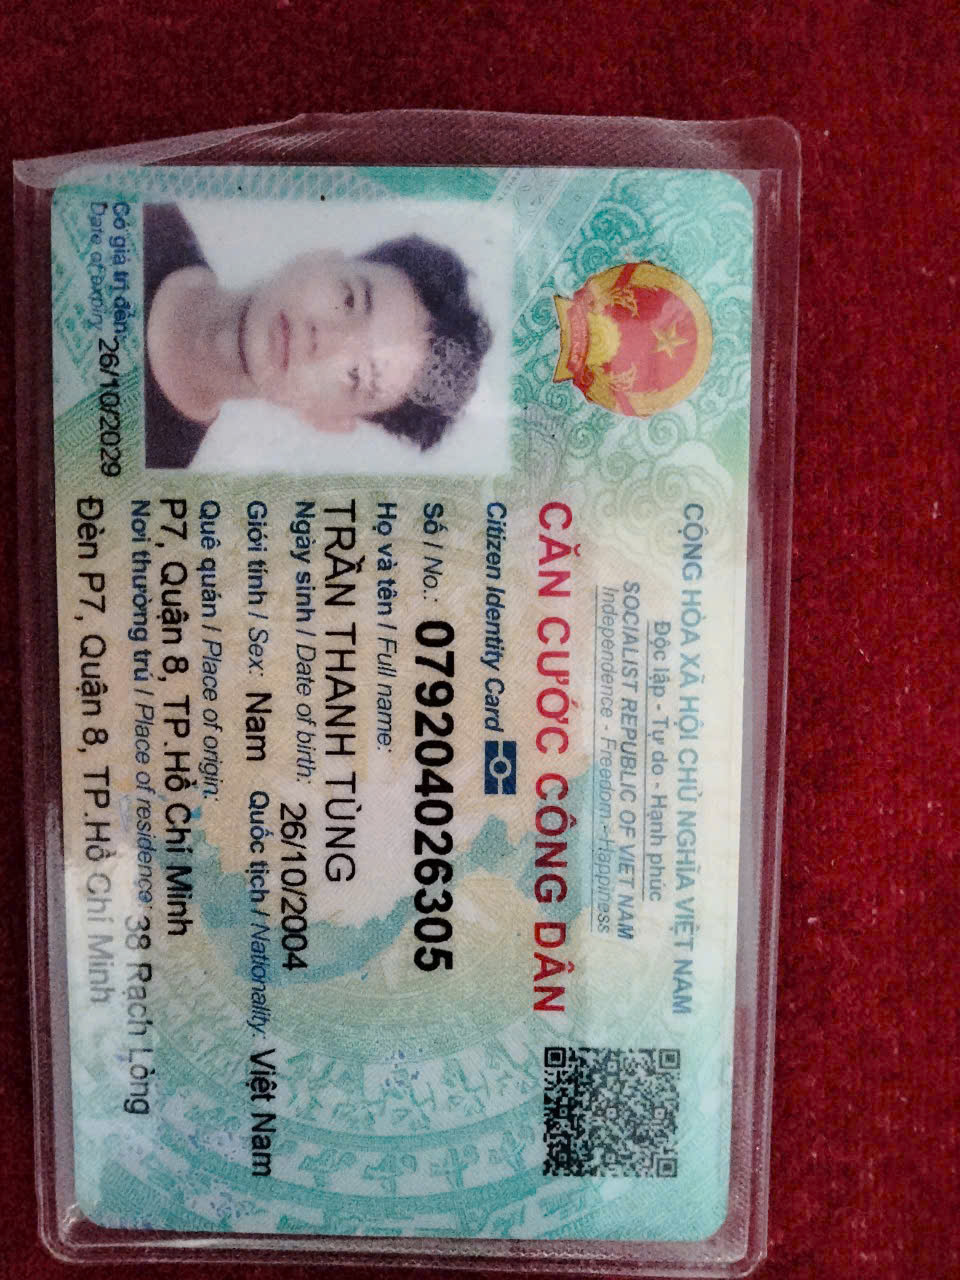 CỘNG HÒA XÃ HỘI CHỦ NGHĨA VIỆT NAM
Độc lập - Tự do - Hạnh phúc
SOCIALIST REPUBLIC OF VIET NAM
Independence - Freedom - Happiness
CĂN CƯỚC CÔNG DÂN
Citizen Identity Card
Số / No.: 079204026305
Họ và tên / Full name:
TRẦN THANH TÙNG
Ngày sinh / Date of birth: 26/10/2004
Giới tính / Sex: Nam Quốc tịch / Nationality: Việt Nam
Quê quán / Place of origin:
P7, Quận 8, TP.Hồ Chí Minh
Nơi thường trú / Place of residence: 38 Rạch Lòng
Đèn P7, Quận 8, TP.Hồ Chí Minh
Có giá trị đến: 26/10/2029
Date of expiry